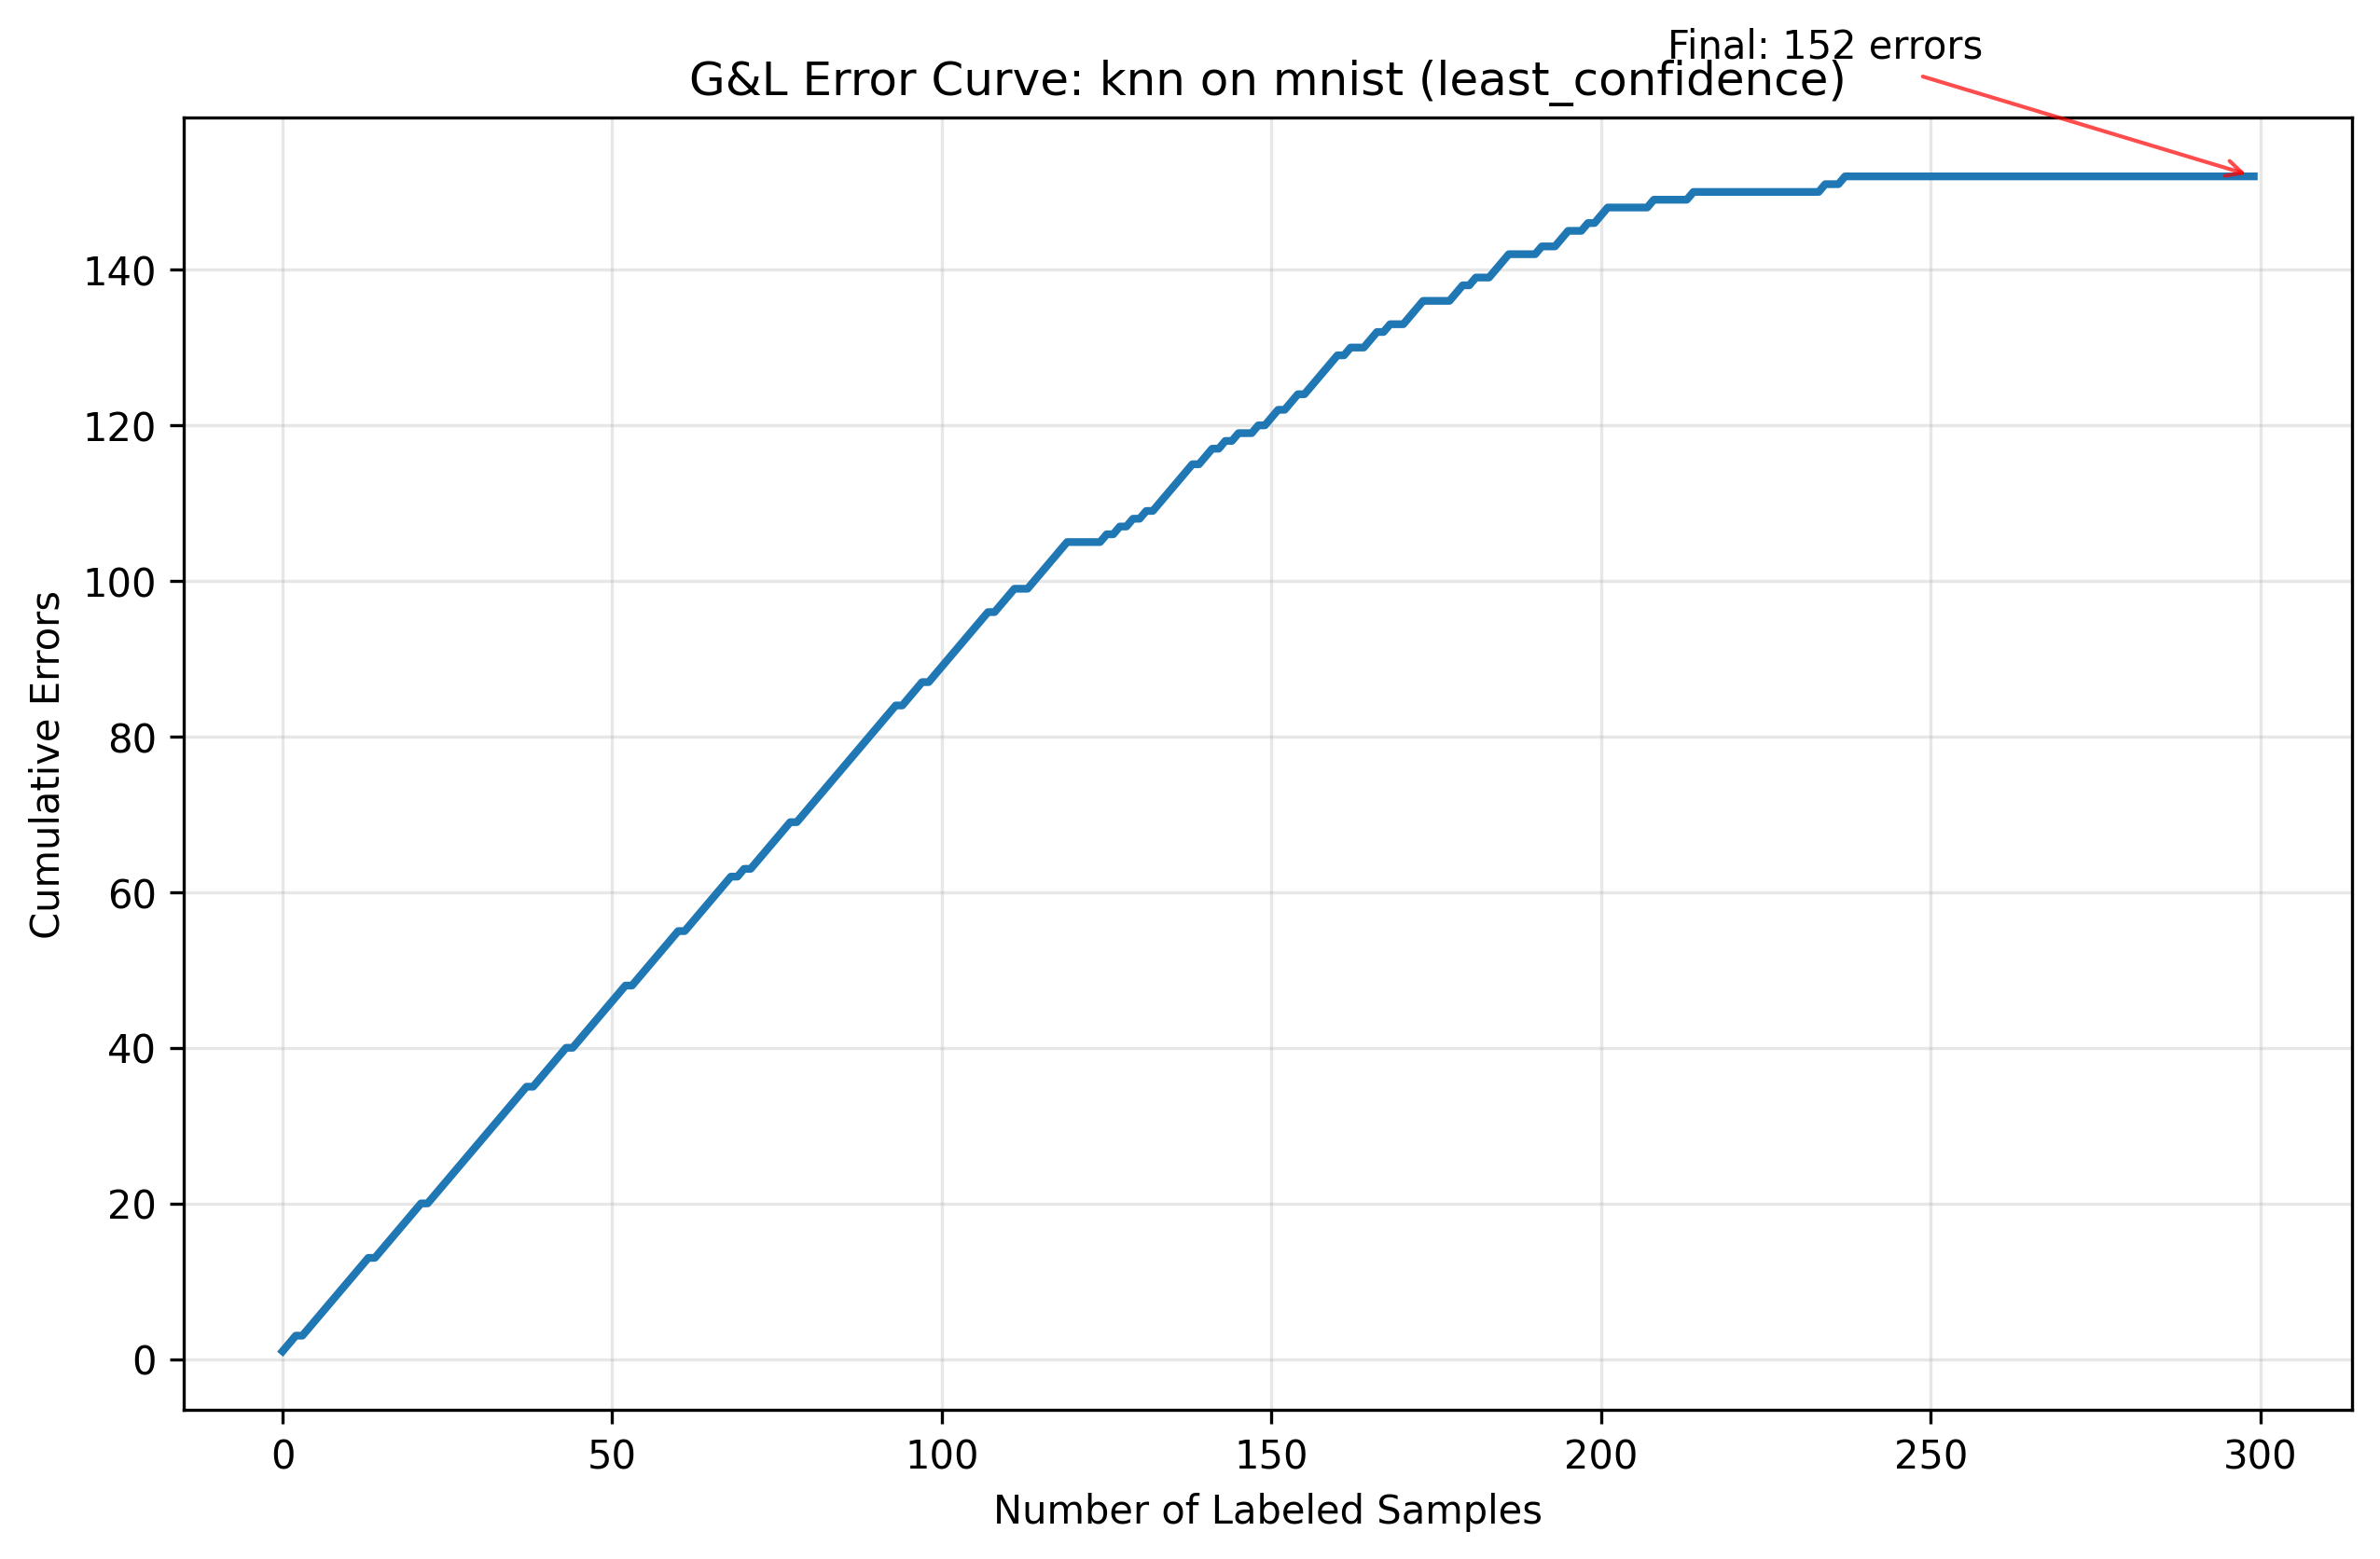 Final: 152 errors
G&L Error Curve: knn on mnist (least_confidence)
Cumulative Errors
140
120
100
80
60
40
20
0
0 50 100 150 200 250 300
Number of Labeled Samples